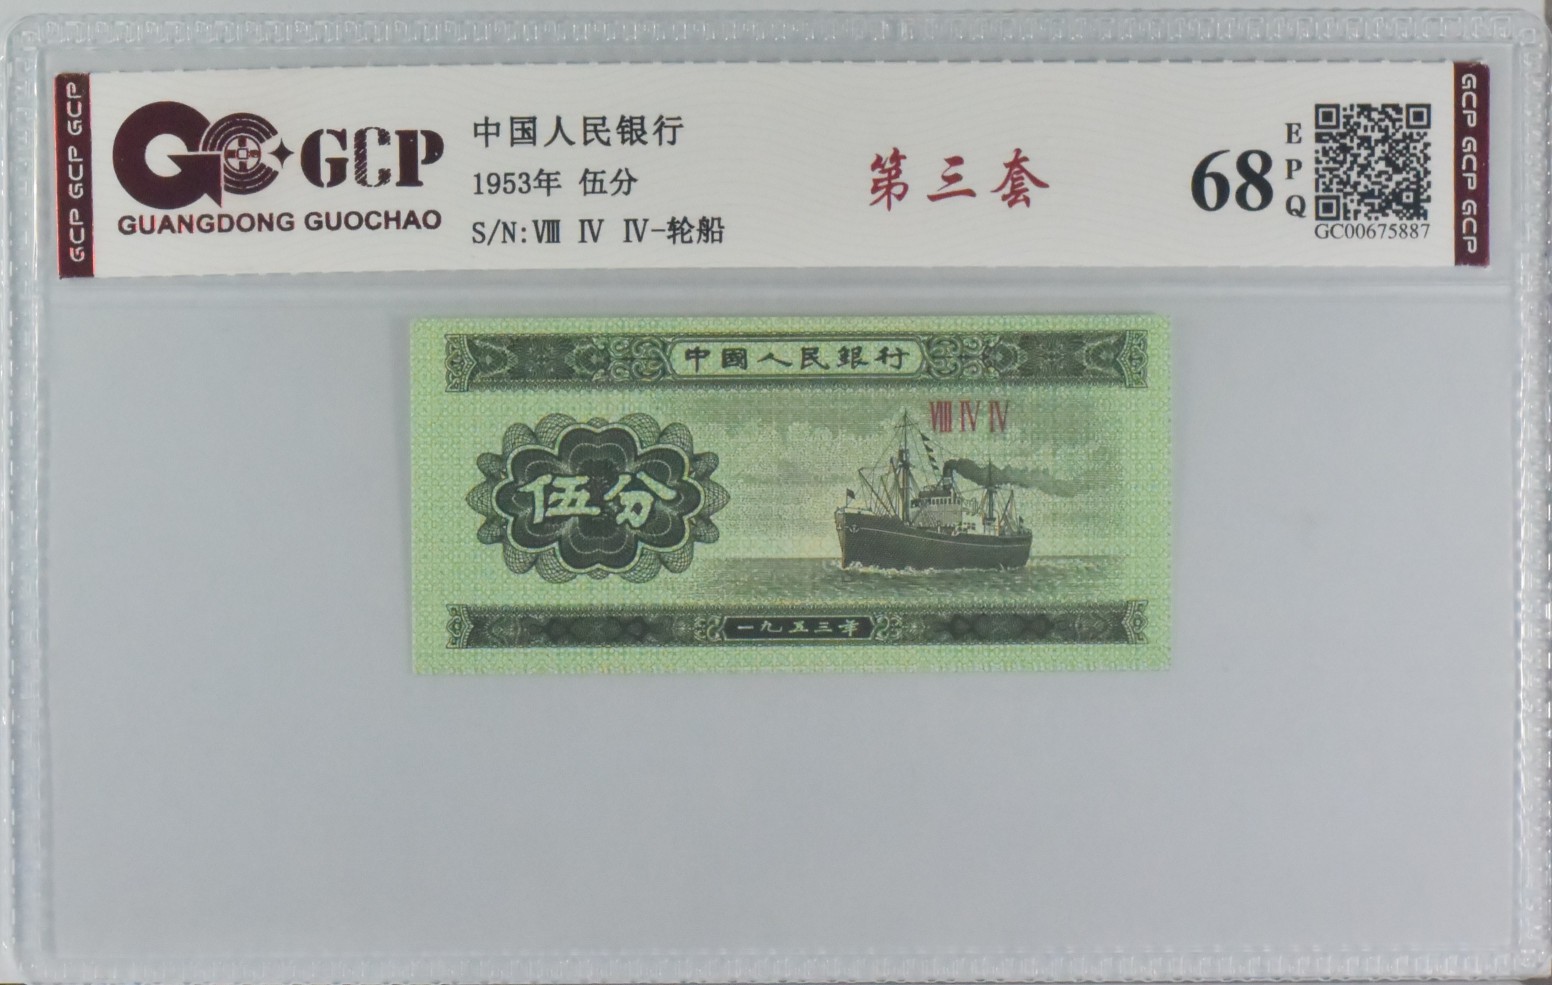 GCP GCP GCP
GCP
GUANGDONG GUOCHAO
中国人民银行
1953年 伍分
S/N:Ⅷ Ⅳ Ⅳ-轮船
第三套
68
EPQ
GC00675887
GCP GCP GCP
中國人民銀行
Ⅷ Ⅳ Ⅳ
伍分
一九五三年